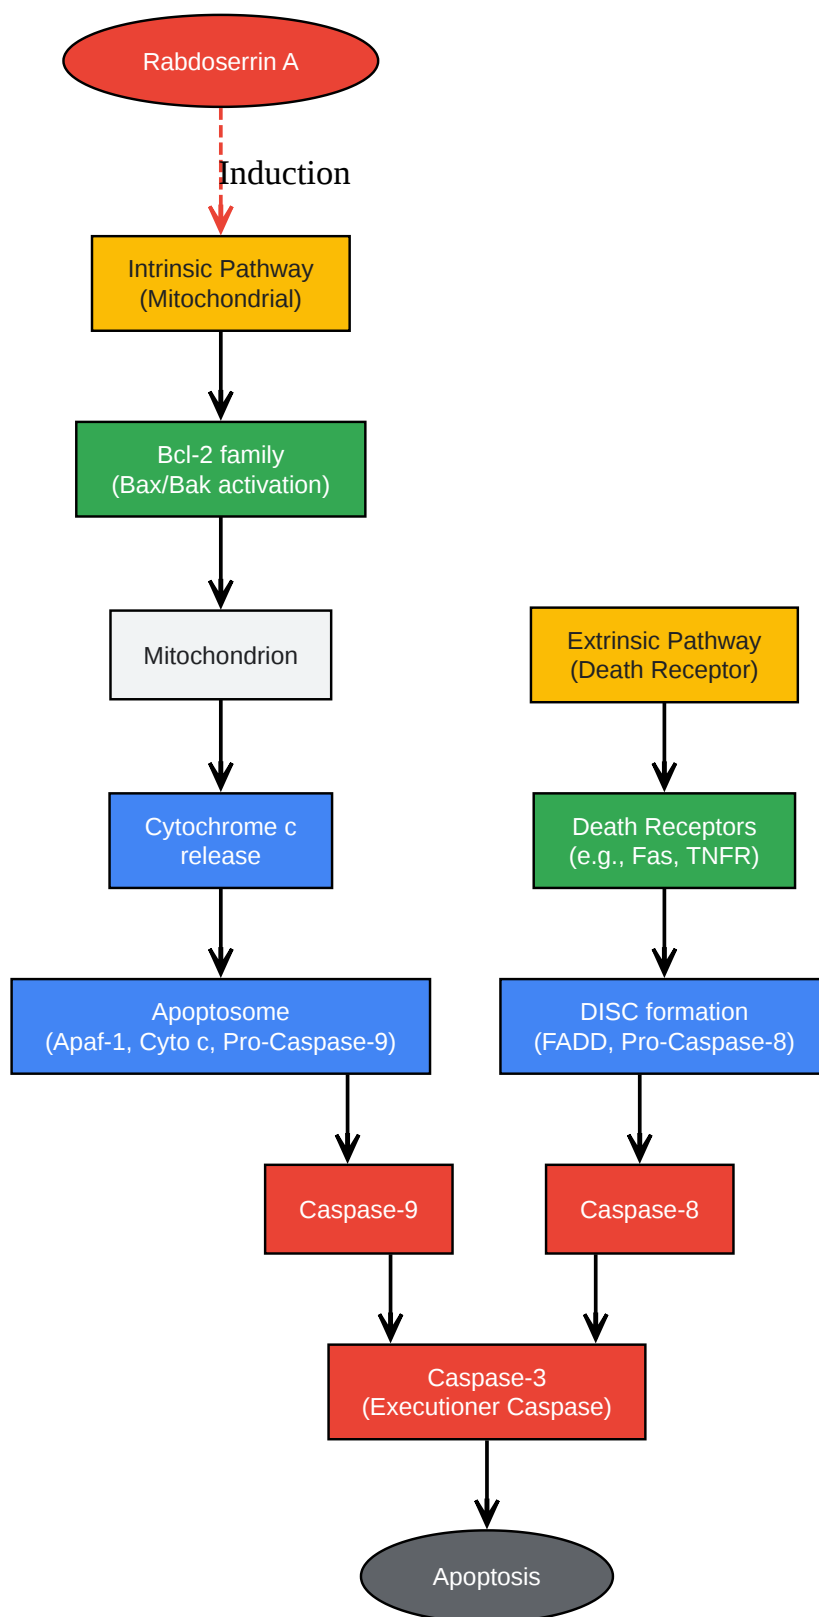 Rabdoserrin A
Induction
Intrinsic Pathway
(Mitochondrial)
Bcl-2 family
(Bax/Bak activation)
Mitochondrion
Extrinsic Pathway
(Death Receptor)
Cytochrome c
release
Death Receptors
(e.g., Fas, TNFR)
Apoptosome
(Apaf-1, Cyto c, Pro-Caspase-9)
DISC formation
(FADD, Pro-Caspase-8)
Caspase-9
Caspase-8
Caspase-3
(Executioner Caspase)
Apoptosis